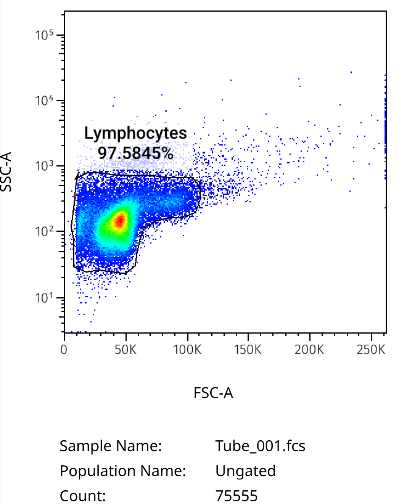 10⁵
10⁴
Lymphocytes
97.5845%
10³
SSC-A
10²
10¹
0 50K 100K 150K 200K 250K
FSC-A
Sample Name: Tube_001.fcs
Population Name: Ungated
Count: 75555